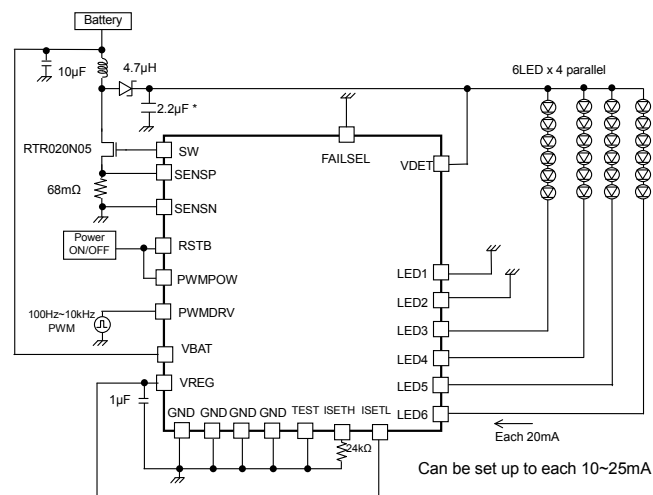 Battery
10µF
4.7µH
2.2µF *
6LED x 4 parallel
RTR020N05
SW
FAILSEL
VDET
SENSP
68mΩ
SENSN
Power
ON/OFF
RSTB
PWMPOW
LED1
LED2
100Hz~10kHz
PWM
PWMDRV
LED3
VBAT
LED4
VREG
LED5
1µF
GND GND GND GND TEST ISETH ISETL
LED6
24kΩ
Each 20mA
Can be set up to each 10~25mA